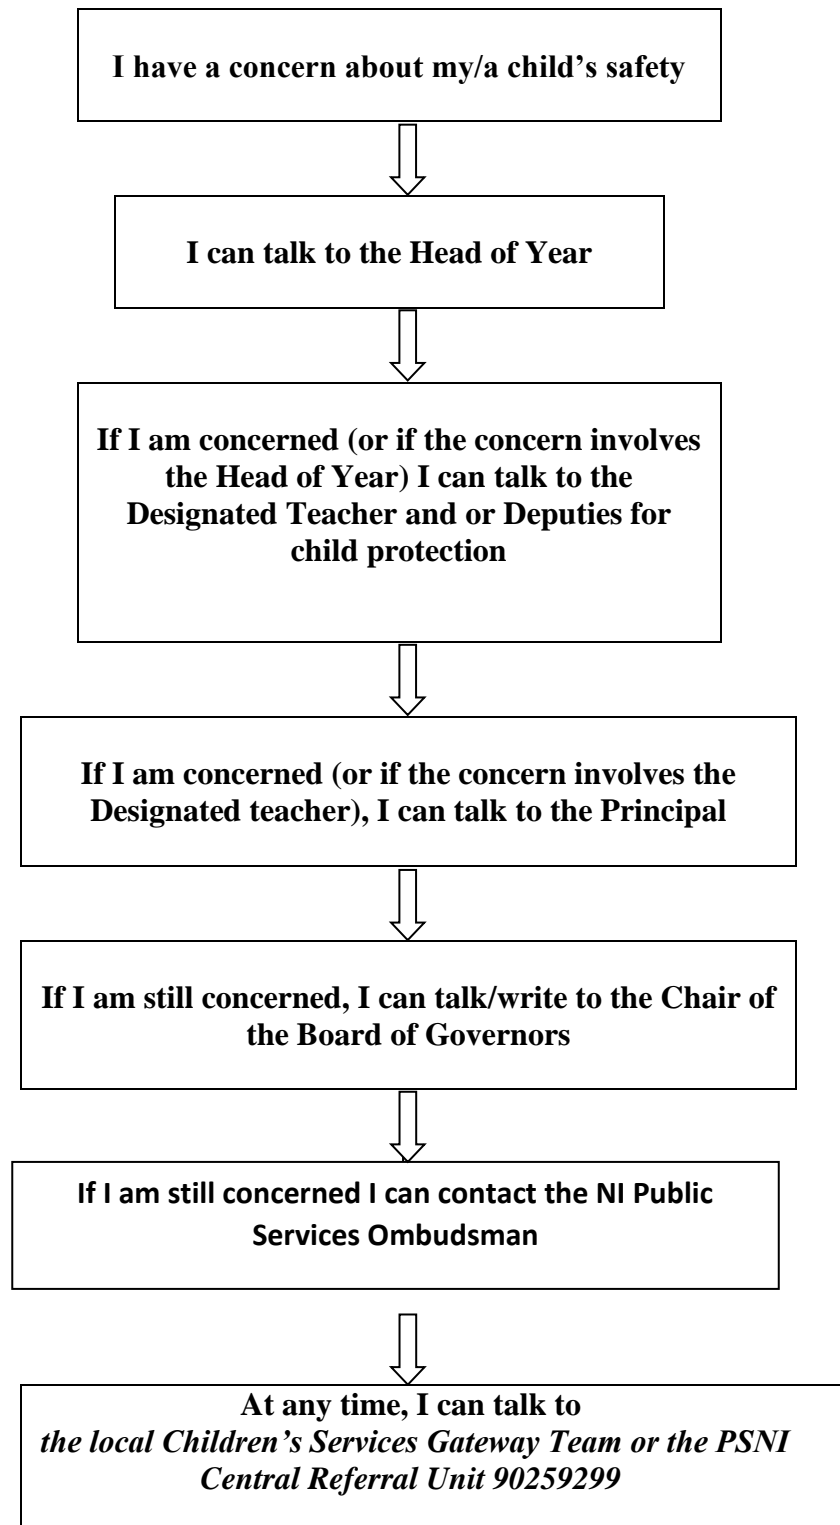 I have a concern about my/a child’s safety
I can talk to the Head of Year
If I am concerned (or if the concern involves
the Head of Year) I can talk to the
Designated Teacher and or Deputies for
child protection
If I am concerned (or if the concern involves the
Designated teacher), I can talk to the Principal
If I am still concerned, I can talk/write to the Chair of
the Board of Governors
If I am still concerned I can contact the NI Public
Services Ombudsman
At any time, I can talk to
the local Children’s Services Gateway Team or the PSNI
Central Referral Unit 90259299